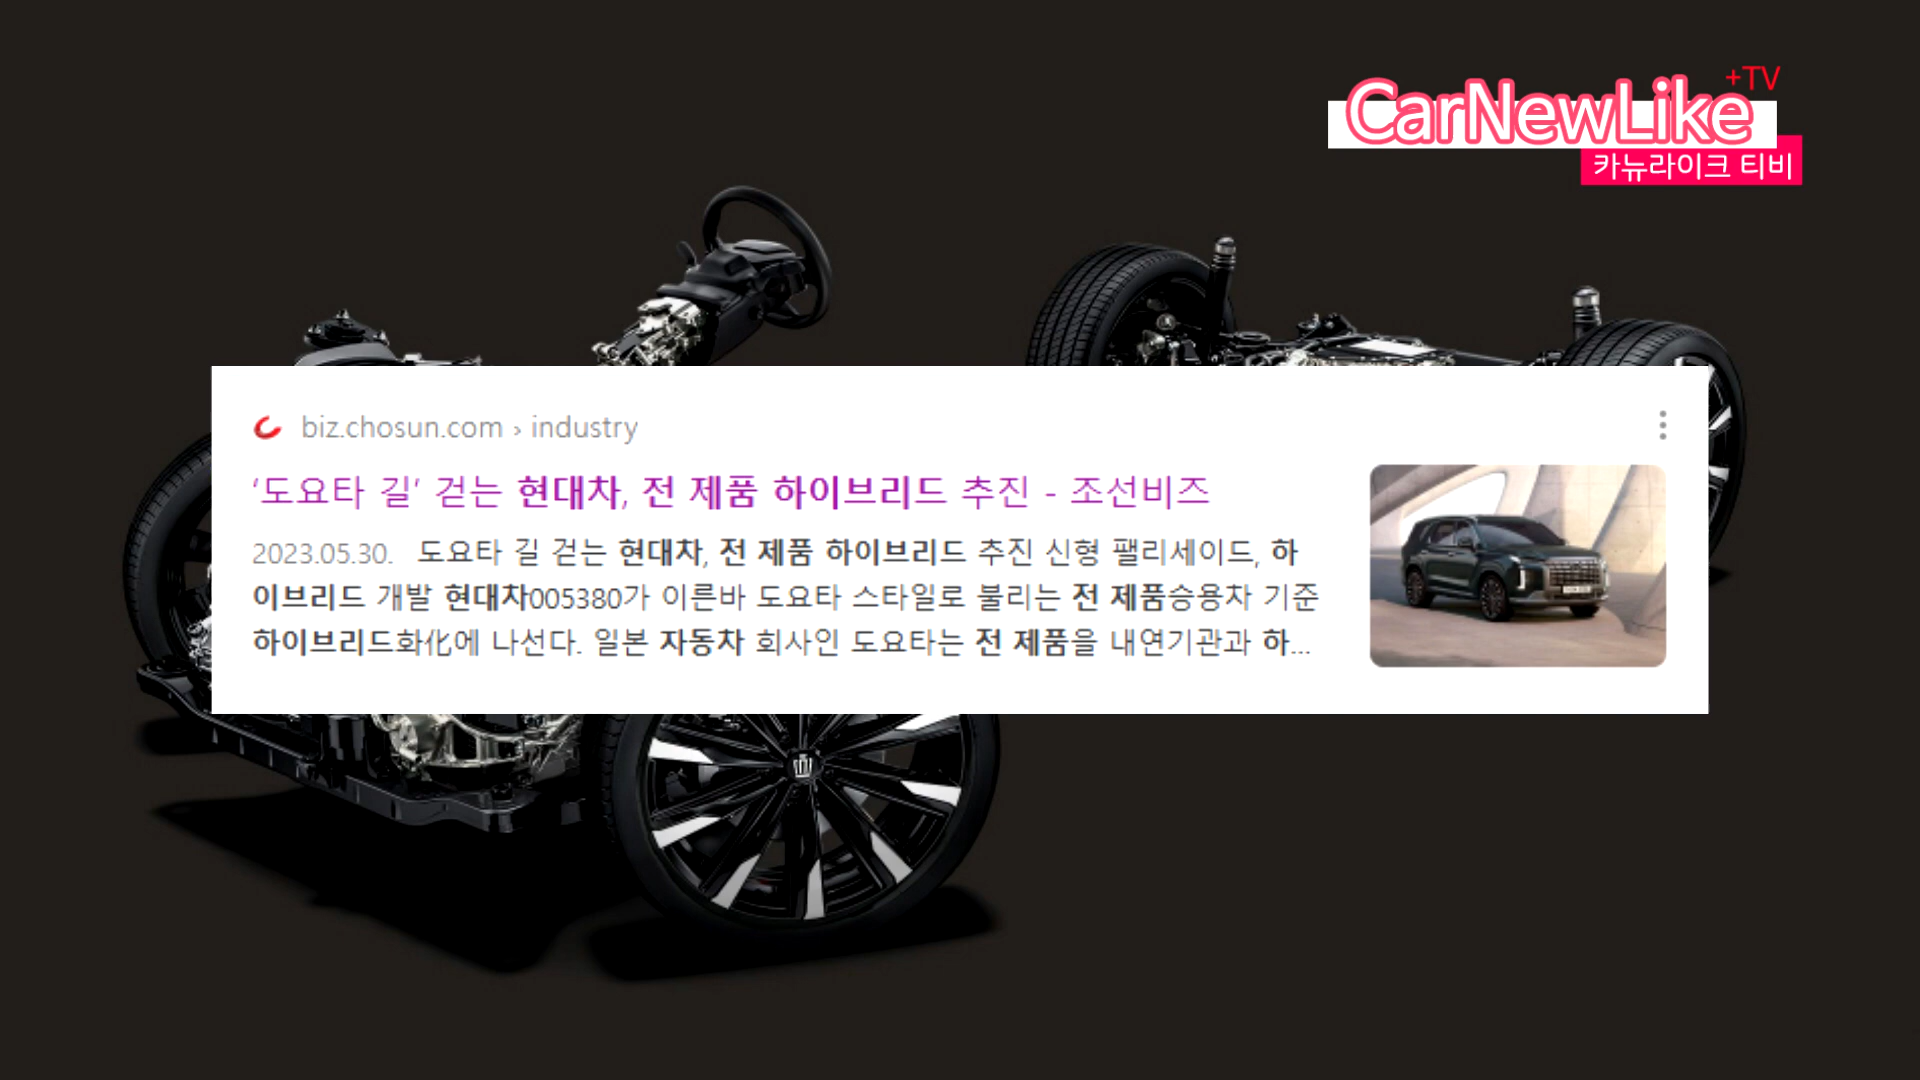 +TV
CarNewLike
카뉴라이크 티비
biz.chosun.com › industry
‘도요타 길’ 걷는 현대차, 전 제품 하이브리드 추진 - 조선비즈
2023.05.30. 도요타 길 걷는 현대차, 전 제품 하이브리드 추진 신형 팰리세이드, 하
이브리드 개발 현대차005380가 이른바 도요타 스타일로 불리는 전 제품승용차 기준
하이브리드화化에 나선다. 일본 자동차 회사인 도요타는 전 제품을 내연기관과 하...